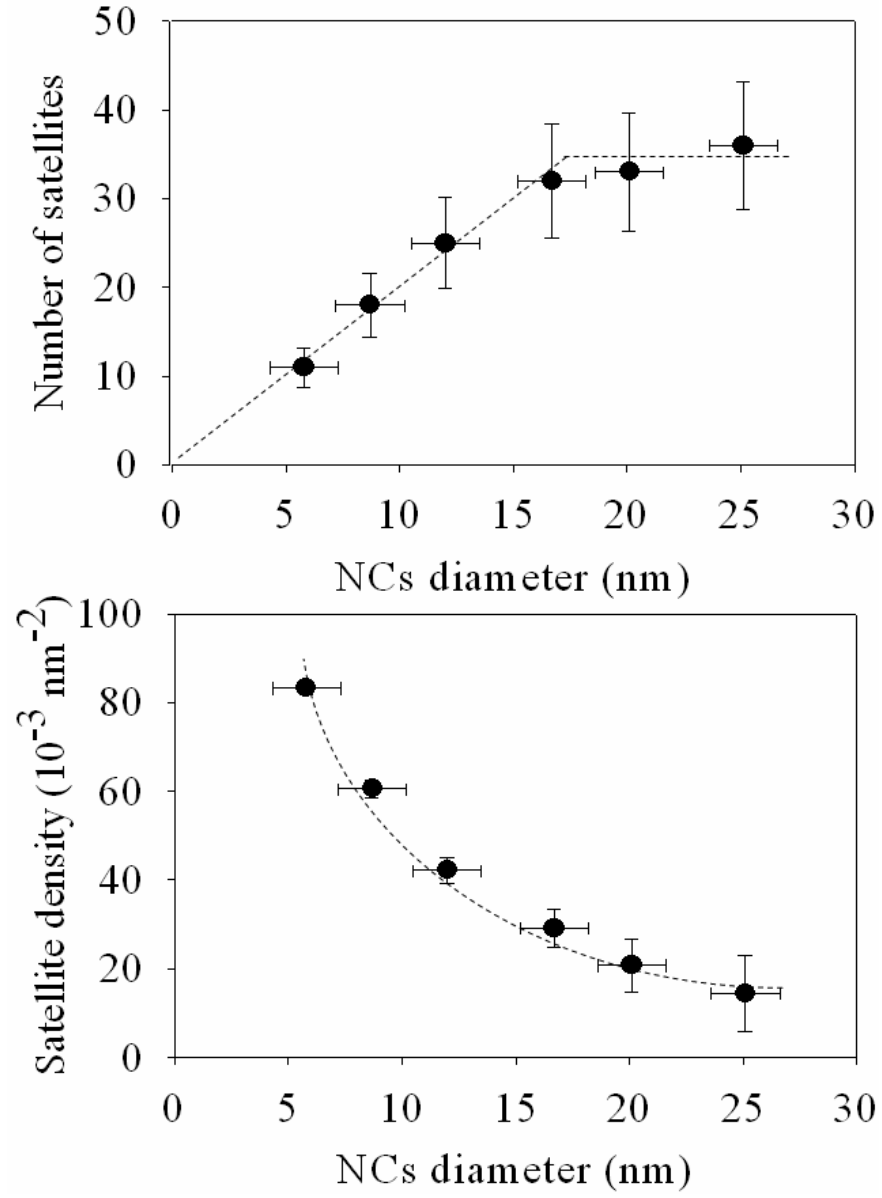 50
40
30
20
10
0
Number of satellites
0 5 10 15 20 25 30
NCs diameter (nm)
100
80
60
40
20
0
Satellite density (10⁻³ nm⁻²)
0 5 10 15 20 25 30
NCs diameter (nm)